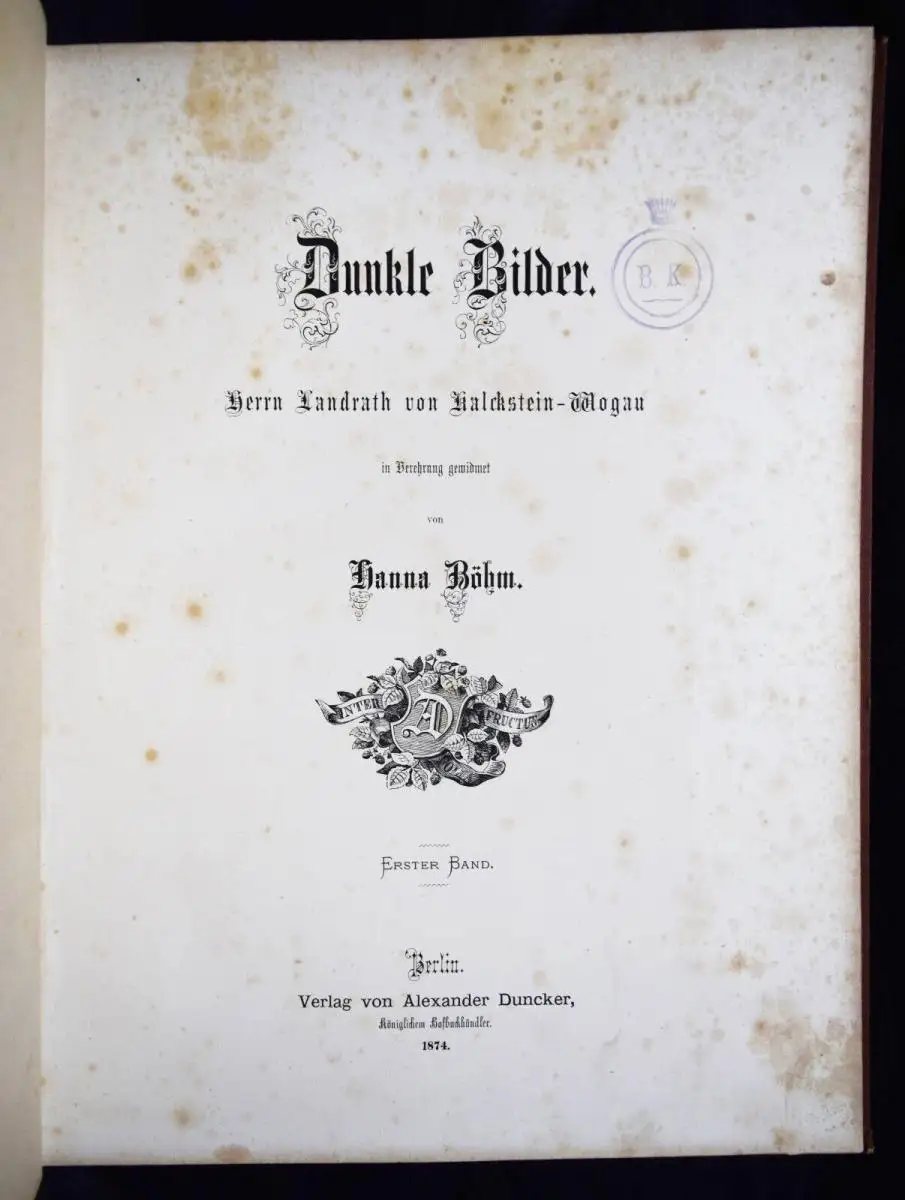 Dunkle Bilder.
B K
Herrn Landrath von Kalckstein-Wogau
in Verehrung gewidmet
von
Hanna Böhm.
INTER
AD
FRUCTUS
ERSTER BAND.
Berlin.
Verlag von Alexander Duncker,
Königlichem Hofbuchhändler.
1874.